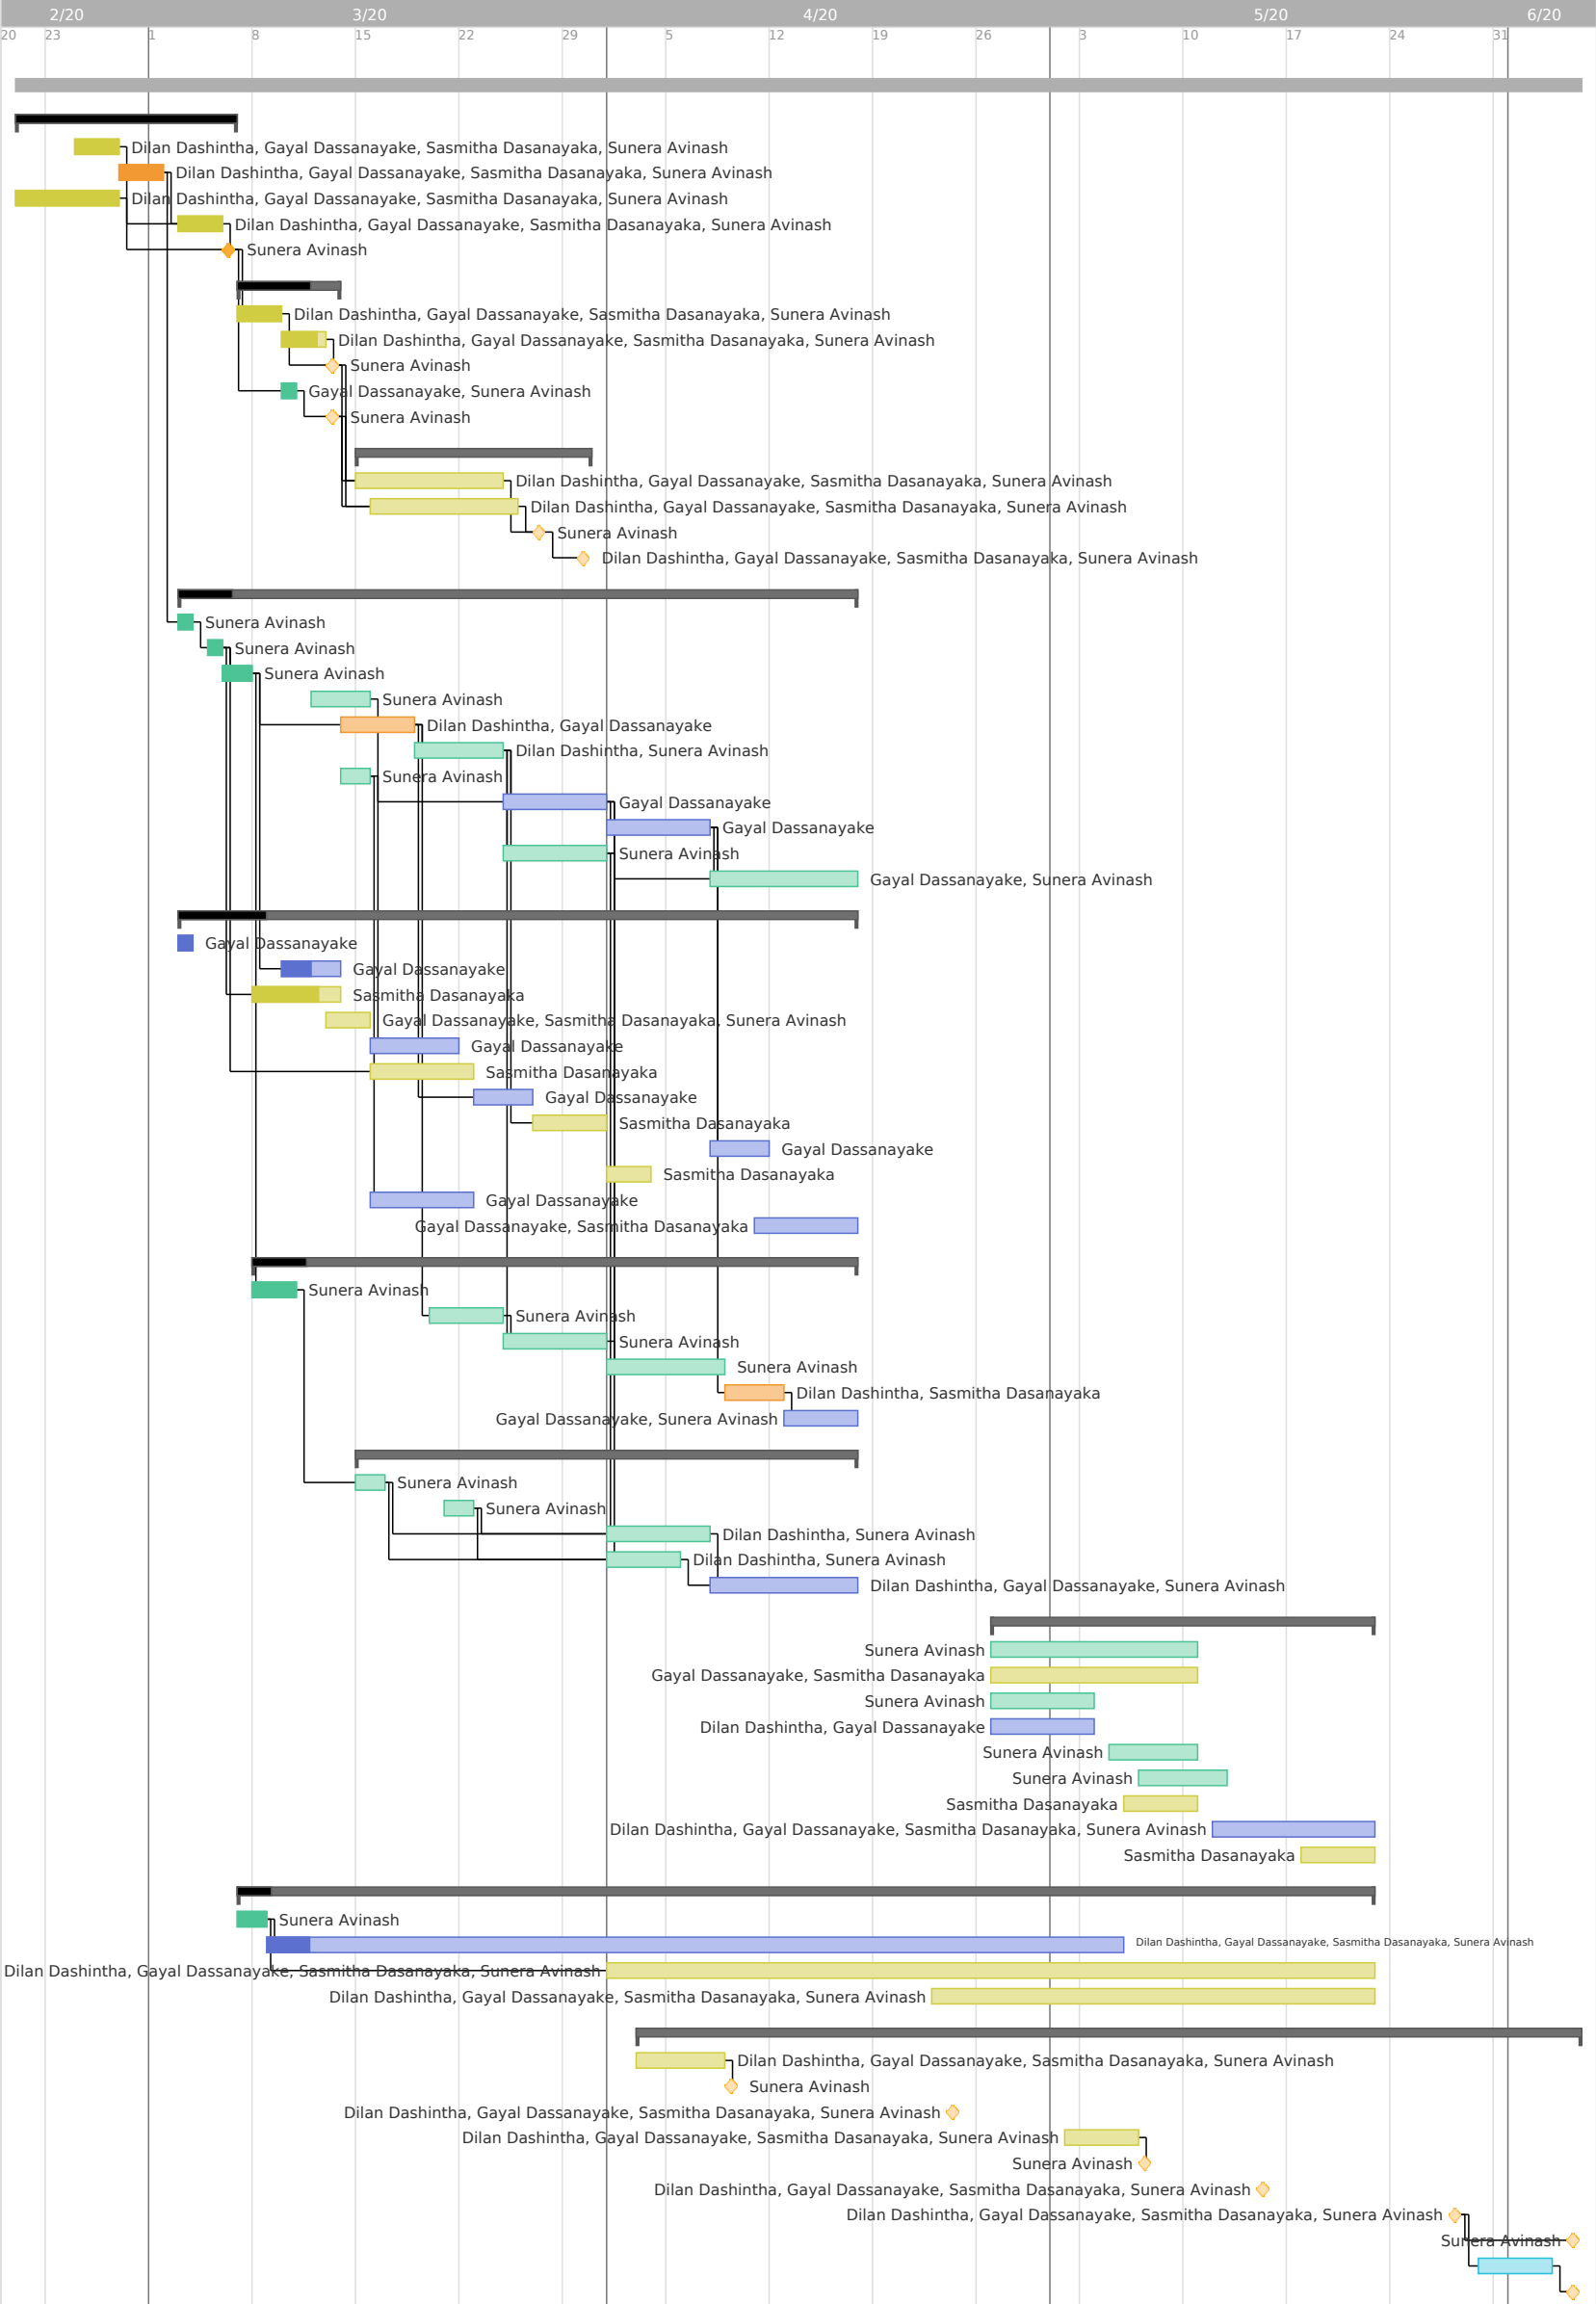 2/20 3/20 4/20 5/20 6/20
20 23 1 8 15 22 29 5 12 19 26 3 10 17 24 31
Dilan Dashintha, Gayal Dassanayake, Sasmitha Dasanayaka, Sunera Avinash
Dilan Dashintha, Gayal Dassanayake, Sasmitha Dasanayaka, Sunera Avinash
Dilan Dashintha, Gayal Dassanayake, Sasmitha Dasanayaka, Sunera Avinash
Dilan Dashintha, Gayal Dassanayake, Sasmitha Dasanayaka, Sunera Avinash
Sunera Avinash
Dilan Dashintha, Gayal Dassanayake, Sasmitha Dasanayaka, Sunera Avinash
Dilan Dashintha, Gayal Dassanayake, Sasmitha Dasanayaka, Sunera Avinash
Sunera Avinash
Gayal Dassanayake, Sunera Avinash
Sunera Avinash
Dilan Dashintha, Gayal Dassanayake, Sasmitha Dasanayaka, Sunera Avinash
Dilan Dashintha, Gayal Dassanayake, Sasmitha Dasanayaka, Sunera Avinash
Sunera Avinash
Dilan Dashintha, Gayal Dassanayake, Sasmitha Dasanayaka, Sunera Avinash
Sunera Avinash
Sunera Avinash
Sunera Avinash
Sunera Avinash
Dilan Dashintha, Gayal Dassanayake
Dilan Dashintha, Sunera Avinash
Sunera Avinash
Gayal Dassanayake
Gayal Dassanayake
Sunera Avinash
Gayal Dassanayake, Sunera Avinash
Gayal Dassanayake
Gayal Dassanayake
Sasmitha Dasanayaka
Gayal Dassanayake, Sasmitha Dasanayaka, Sunera Avinash
Gayal Dassanayake
Sasmitha Dasanayaka
Gayal Dassanayake
Sasmitha Dasanayaka
Gayal Dassanayake
Sasmitha Dasanayaka
Gayal Dassanayake
Gayal Dassanayake, Sasmitha Dasanayaka
Sunera Avinash
Sunera Avinash
Sunera Avinash
Sunera Avinash
Dilan Dashintha, Sasmitha Dasanayaka
Gayal Dassanayake, Sunera Avinash
Sunera Avinash
Sunera Avinash
Dilan Dashintha, Sunera Avinash
Dilan Dashintha, Sunera Avinash
Dilan Dashintha, Gayal Dassanayake, Sunera Avinash
Sunera Avinash
Gayal Dassanayake, Sasmitha Dasanayaka
Sunera Avinash
Dilan Dashintha, Gayal Dassanayake
Sunera Avinash
Sunera Avinash
Sasmitha Dasanayaka
Dilan Dashintha, Gayal Dassanayake, Sasmitha Dasanayaka, Sunera Avinash
Sasmitha Dasanayaka
Sunera Avinash
Dilan Dashintha, Gayal Dassanayake, Sasmitha Dasanayaka, Sunera Avinash
Dilan Dashintha, Gayal Dassanayake, Sasmitha Dasanayaka, Sunera Avinash
Dilan Dashintha, Gayal Dassanayake, Sasmitha Dasanayaka, Sunera Avinash
Dilan Dashintha, Gayal Dassanayake, Sasmitha Dasanayaka, Sunera Avinash
Sunera Avinash
Dilan Dashintha, Gayal Dassanayake, Sasmitha Dasanayaka, Sunera Avinash
Dilan Dashintha, Gayal Dassanayake, Sasmitha Dasanayaka, Sunera Avinash
Sunera Avinash
Dilan Dashintha, Gayal Dassanayake, Sasmitha Dasanayaka, Sunera Avinash
Dilan Dashintha, Gayal Dassanayake, Sasmitha Dasanayaka, Sunera Avinash
Sunera Avinash